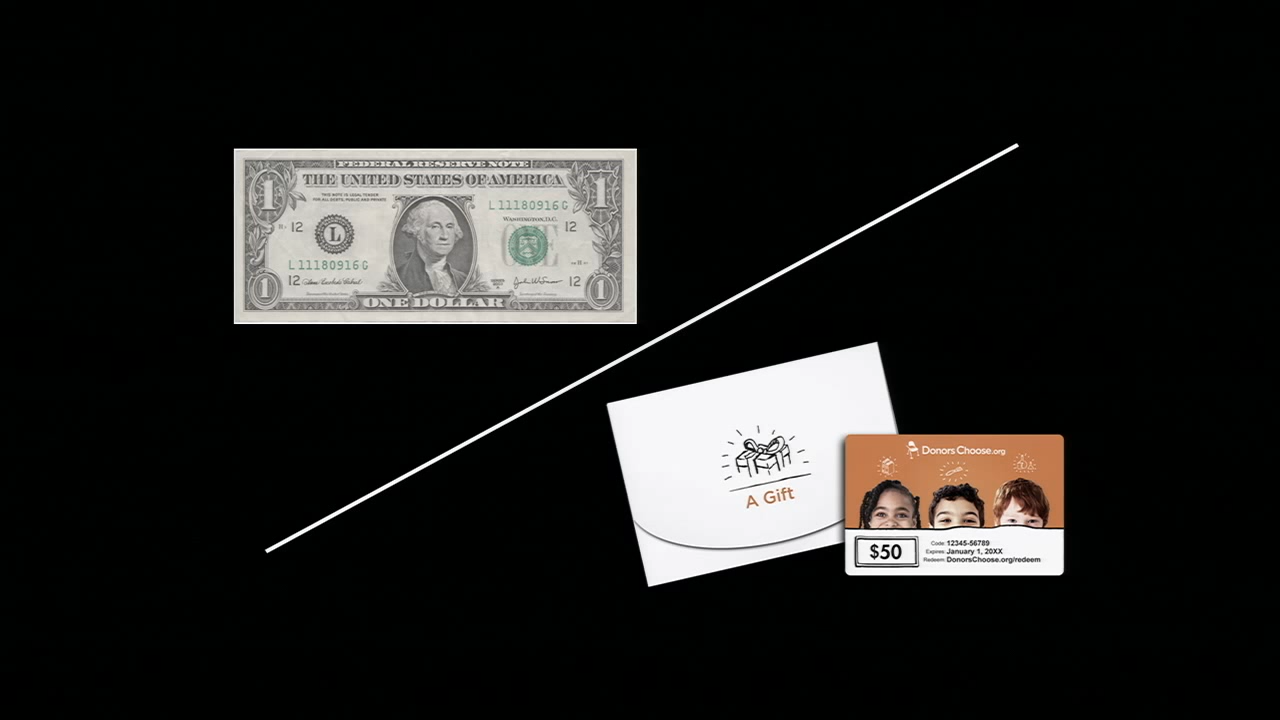 FEDERAL RESERVE NOTE
THE UNITED STATES OF AMERICA
THIS NOTE IS LEGAL TENDER
FOR ALL DEBTS, PUBLIC AND PRIVATE
L 11180916 G
WASHINGTON, D.C.
1
1
12
12
L
L 11180916 G
12
12
1
1
ONE DOLLAR
A Gift
DonorsChoose.org
$50
Code: 12345-56789
Expires: January 1, 20XX
Redeem: DonorsChoose.org/redeem